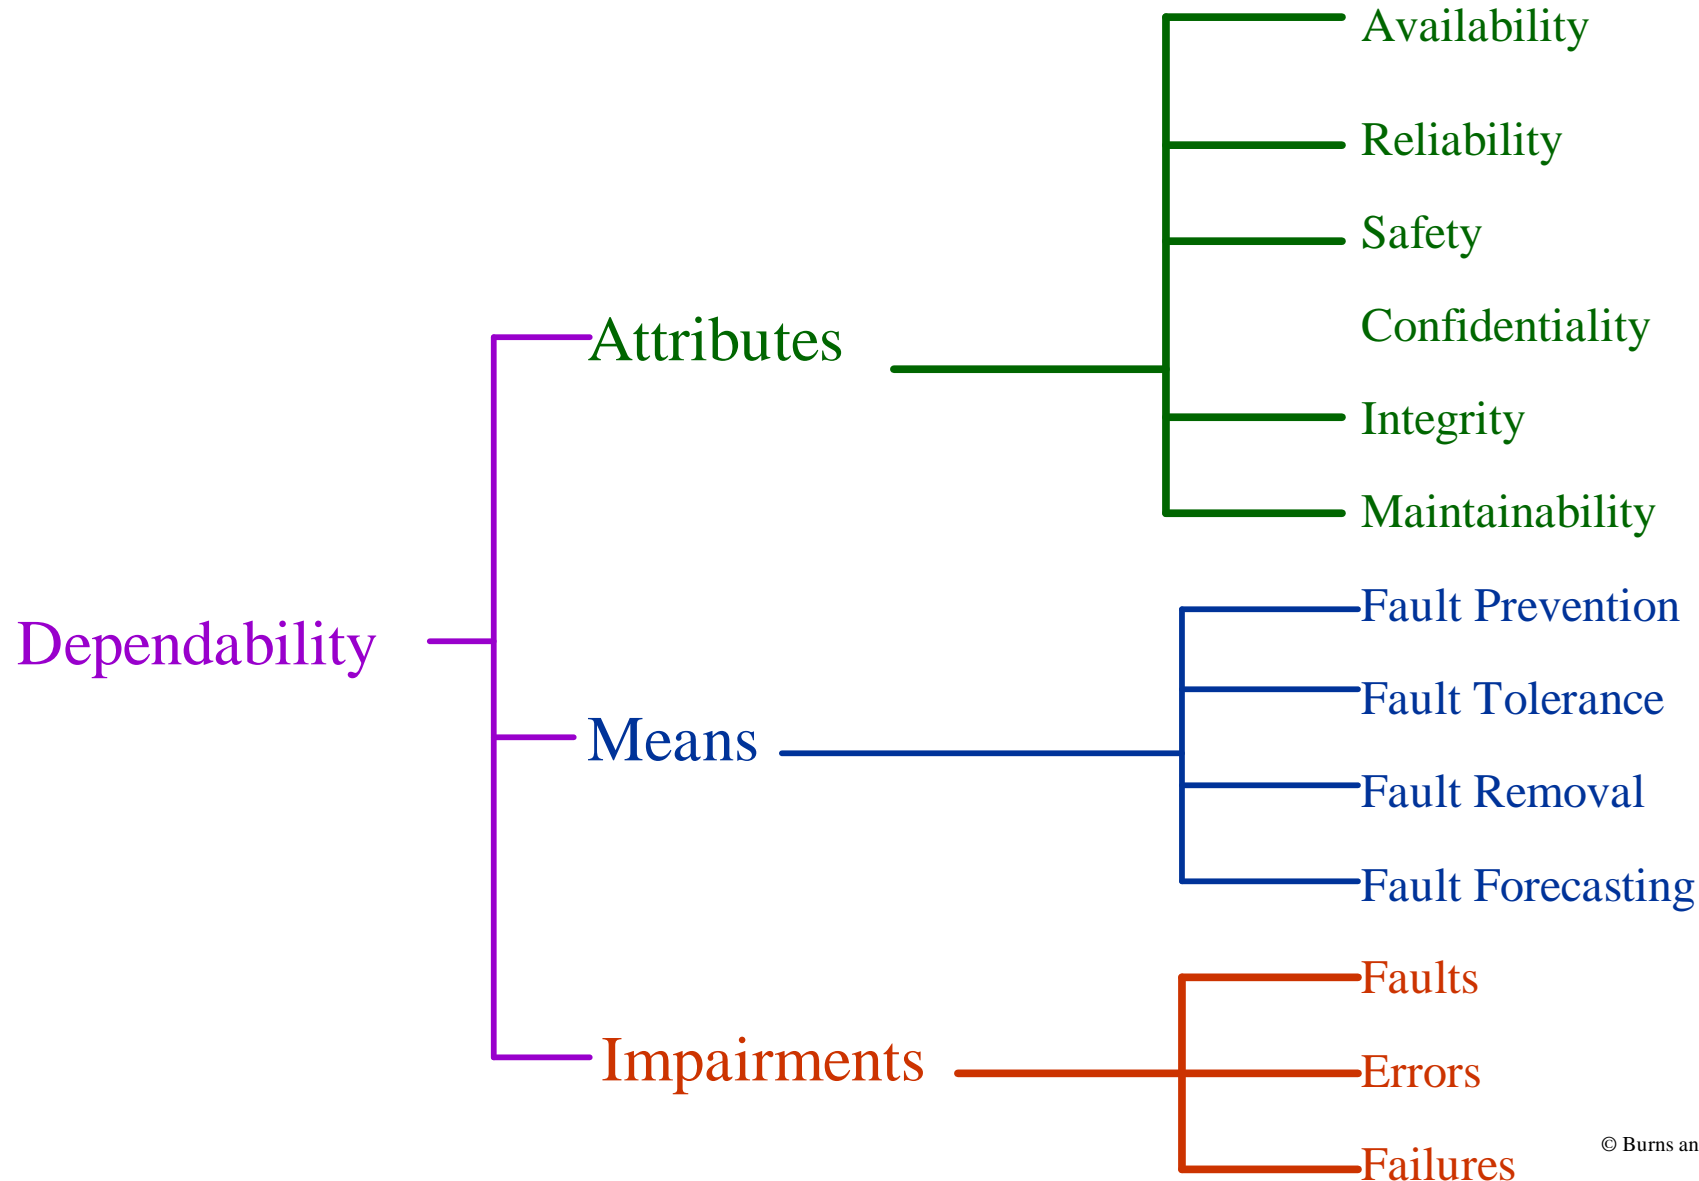 Dependability
Attributes
Availability
Reliability
Safety
Confidentiality
Integrity
Maintainability
Means
Fault Prevention
Fault Tolerance
Fault Removal
Fault Forecasting
Impairments
Faults
Errors
Failures
© Burns an